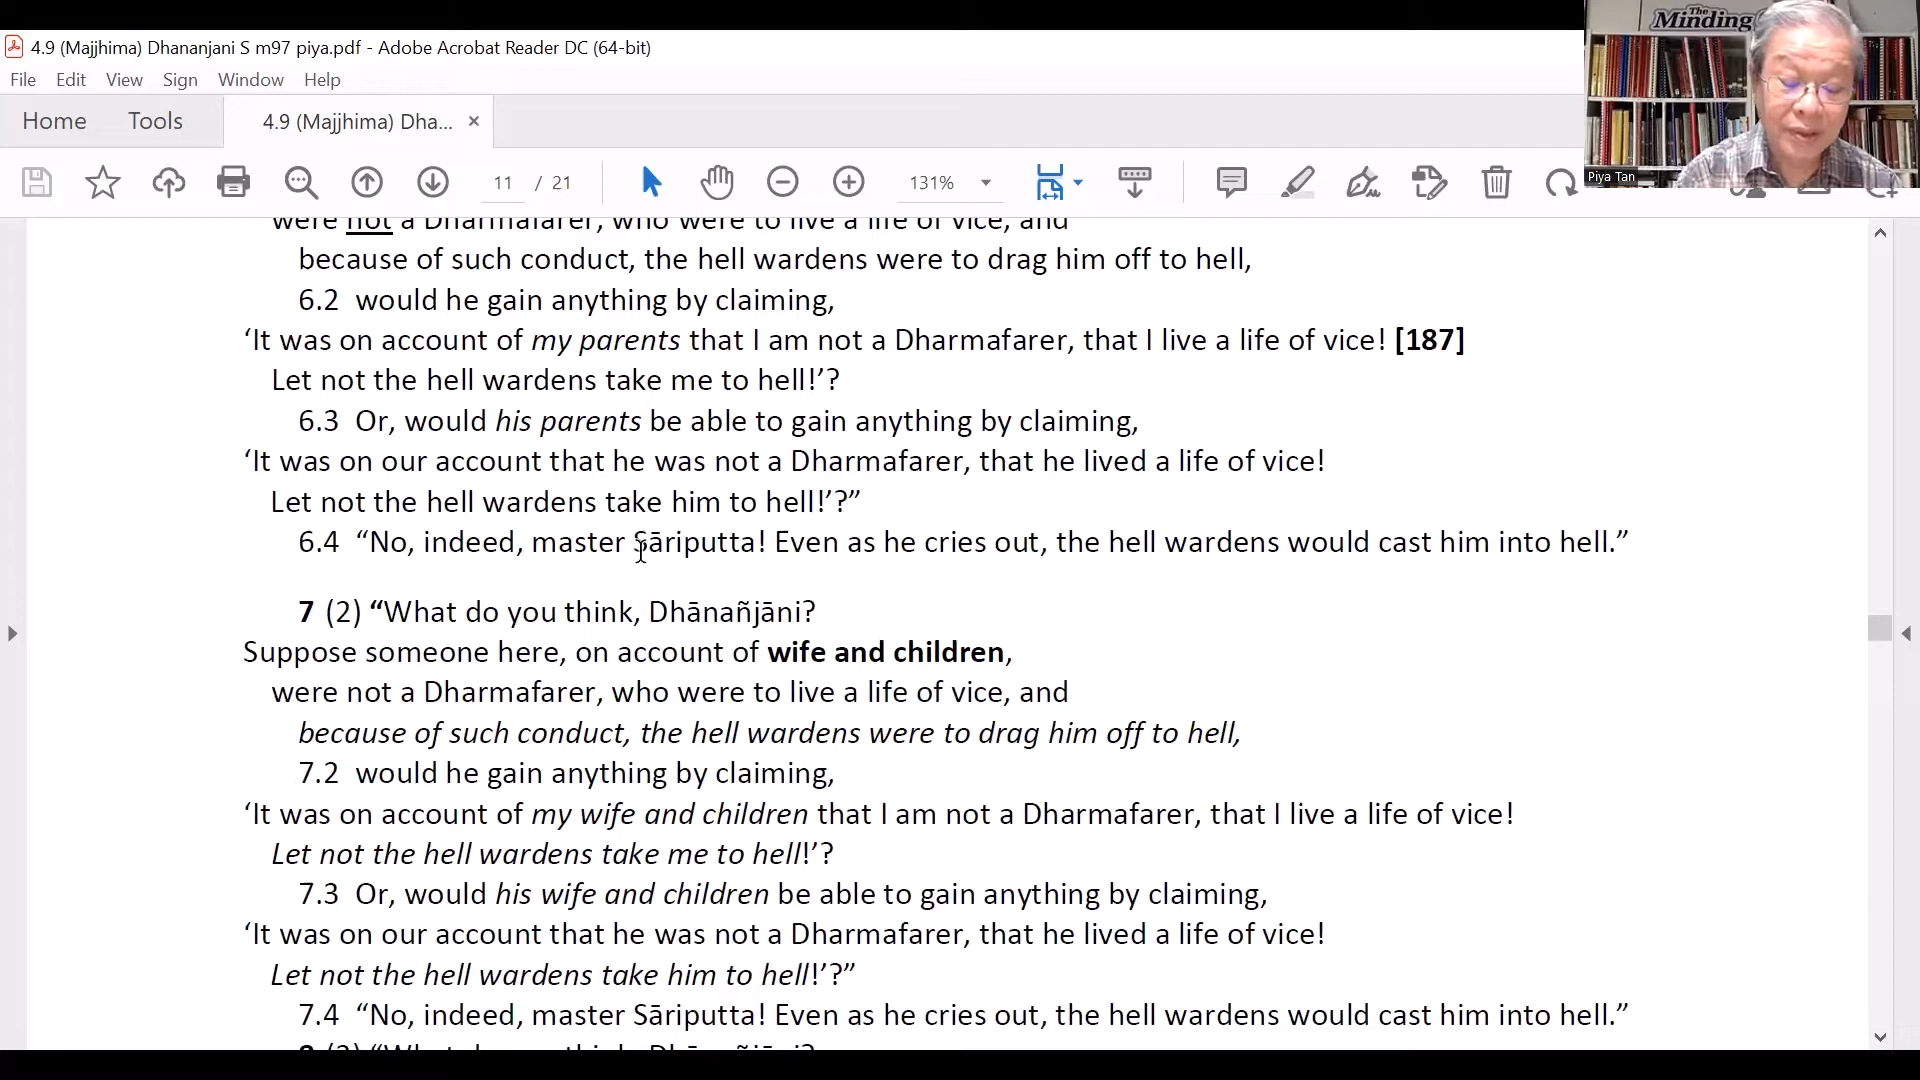 The
Minding
4.9 (Majjhima) Dhananjani S m97 piya.pdf - Adobe Acrobat Reader DC (64-bit)
File Edit View Sign Window Help
Home Tools 4.9 (Majjhima) Dha... ×
11 / 21 131%
Piya Tan
were not a Dharmafarer, who were to live a life of vice, and
because of such conduct, the hell wardens were to drag him off to hell,
6.2 would he gain anything by claiming,
‘It was on account of my parents that I am not a Dharmafarer, that I live a life of vice! [187]
Let not the hell wardens take me to hell!’?
6.3 Or, would his parents be able to gain anything by claiming,
‘It was on our account that he was not a Dharmafarer, that he lived a life of vice!
Let not the hell wardens take him to hell!’?”
6.4 “No, indeed, master Sāriputta! Even as he cries out, the hell wardens would cast him into hell.”
7 (2) “What do you think, Dhānañjāni?
Suppose someone here, on account of wife and children,
were not a Dharmafarer, who were to live a life of vice, and
because of such conduct, the hell wardens were to drag him off to hell,
7.2 would he gain anything by claiming,
‘It was on account of my wife and children that I am not a Dharmafarer, that I live a life of vice!
Let not the hell wardens take me to hell!’?
7.3 Or, would his wife and children be able to gain anything by claiming,
‘It was on our account that he was not a Dharmafarer, that he lived a life of vice!
Let not the hell wardens take him to hell!’?”
7.4 “No, indeed, master Sāriputta! Even as he cries out, the hell wardens would cast him into hell.”